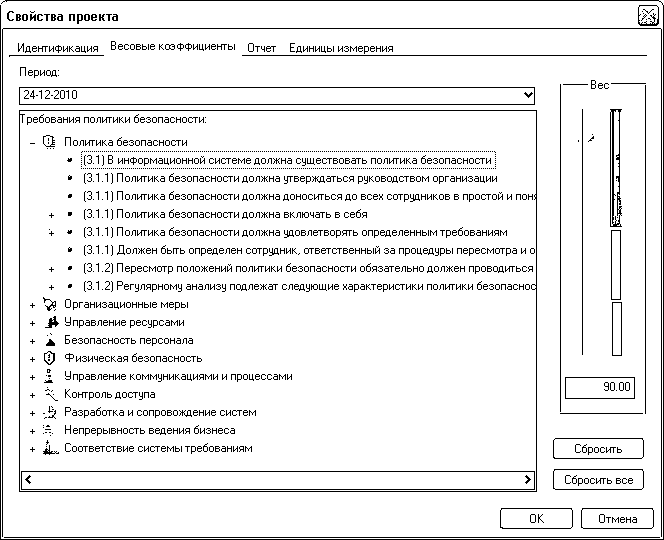 Свойства проекта
Идентификация Весовые коэффициенты Отчет Единицы измерения
Период:
24-12-2010
Вес
Требования политики безопасности:
Политика безопасности
(3.1) В информационной системе должна существовать политика безопасности
(3.1.1) Политика безопасности должна утверждаться руководством организации
(3.1.1) Политика безопасности должна доноситься до всех сотрудников в простой и поня
(3.1.1) Политика безопасности должна включать в себя
(3.1.1) Политика безопасности должна удовлетворять определенным требованиям
(3.1.1) Должен быть определен сотрудник, ответственный за процедуры пересмотра и о
(3.1.2) Пересмотр положений политики безопасности обязательно должен проводиться
(3.1.2) Регулярному анализу подлежат следующие характеристики политики безопаснос
Организационные меры
Управление ресурсами
Безопасность персонала
Физическая безопасность
Управление коммуникациями и процессами
Контроль доступа
Разработка и сопровождение систем
Непрерывность ведения бизнеса
Соответствие системы требованиям
90.00
Сбросить
Сбросить все
OK Отмена